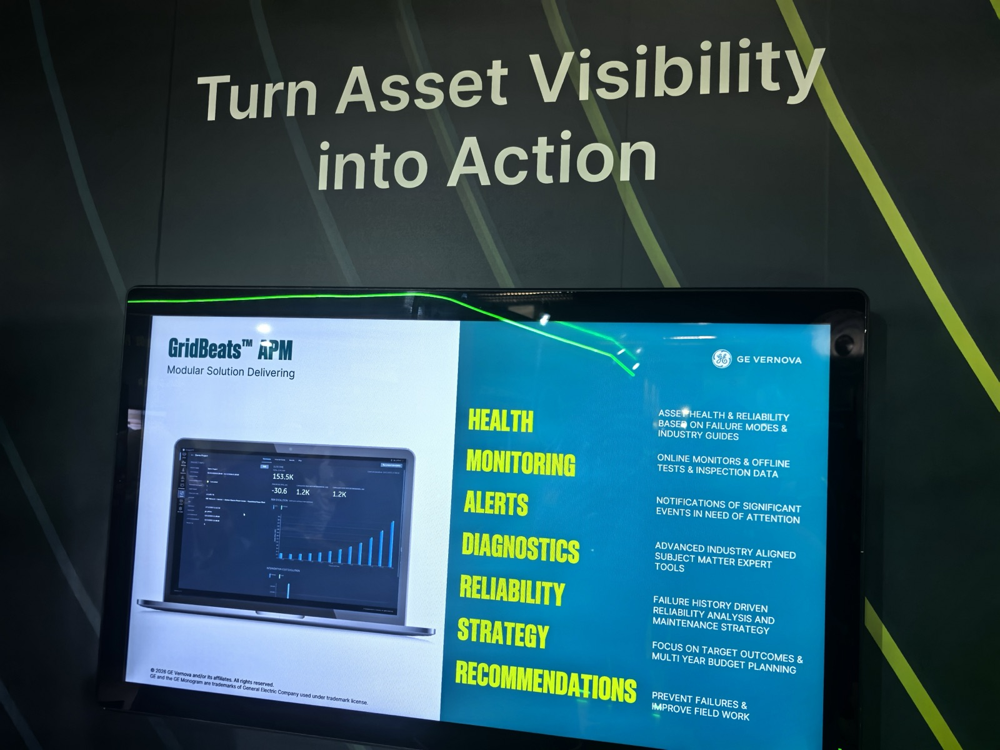 Turn Asset Visibility
into Action
GridBeats™ APM
Modular Solution Delivering
GE VERNOVA
HEALTH
ASSET HEALTH & RELIABILITY
BASED ON FAILURE MODES &
INDUSTRY GUIDES
MONITORING
ONLINE MONITORS & OFFLINE
TESTS & INSPECTION DATA
ALERTS
NOTIFICATIONS OF SIGNIFICANT
EVENTS IN NEED OF ATTENTION
DIAGNOSTICS
ADVANCED INDUSTRY ALIGNED
SUBJECT MATTER EXPERT
TOOLS
RELIABILITY
FAILURE HISTORY DRIVEN
RELIABILITY ANALYSIS AND
MAINTENANCE STRATEGY
STRATEGY
FOCUS ON TARGET OUTCOMES &
MULTI YEAR BUDGET PLANNING
RECOMMENDATIONS
PREVENT FAILURES &
IMPROVE FIELD WORK
153.5K
-30.6 1.2K 1.2K
© 2026 GE Vernova and/or its affiliates. All rights reserved.
GE and the GE Monogram are trademarks of General Electric Company used under trademark license.